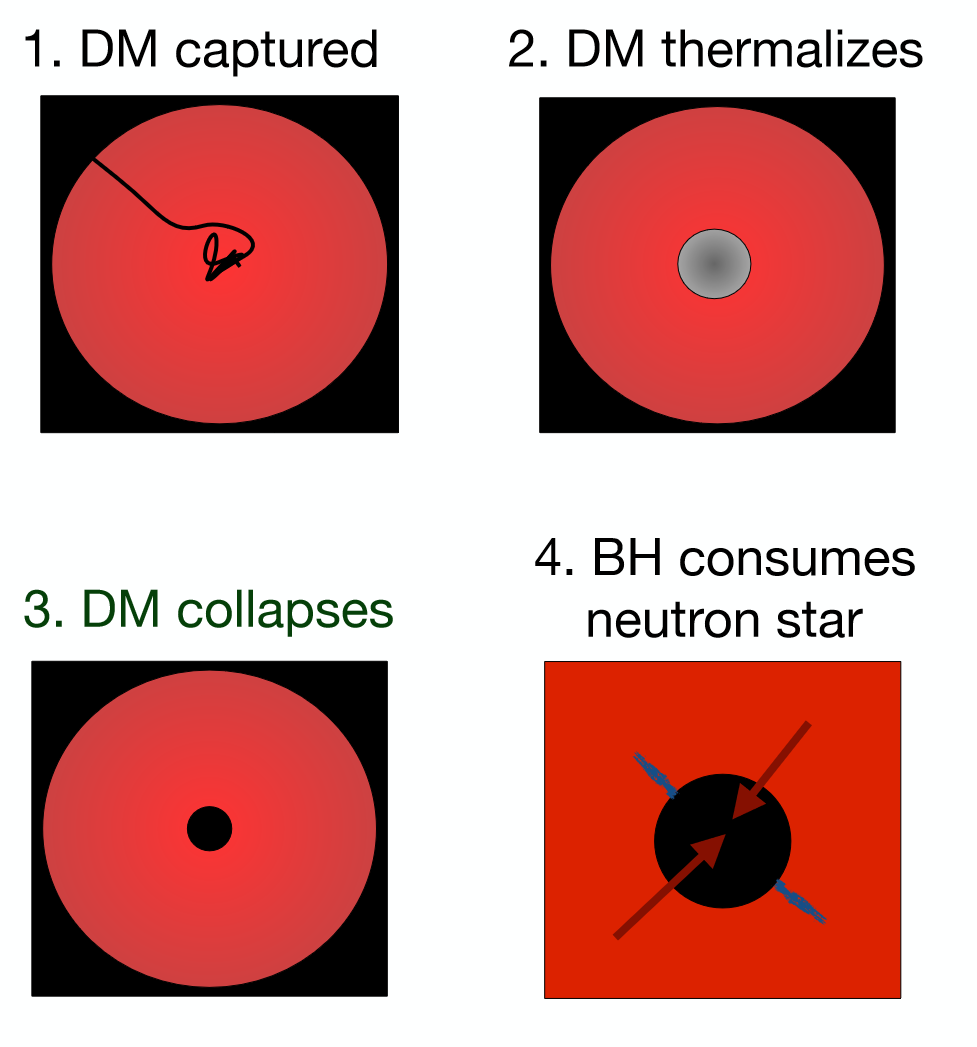 1. DM captured
2. DM thermalizes
3. DM collapses
4. BH consumes
neutron star